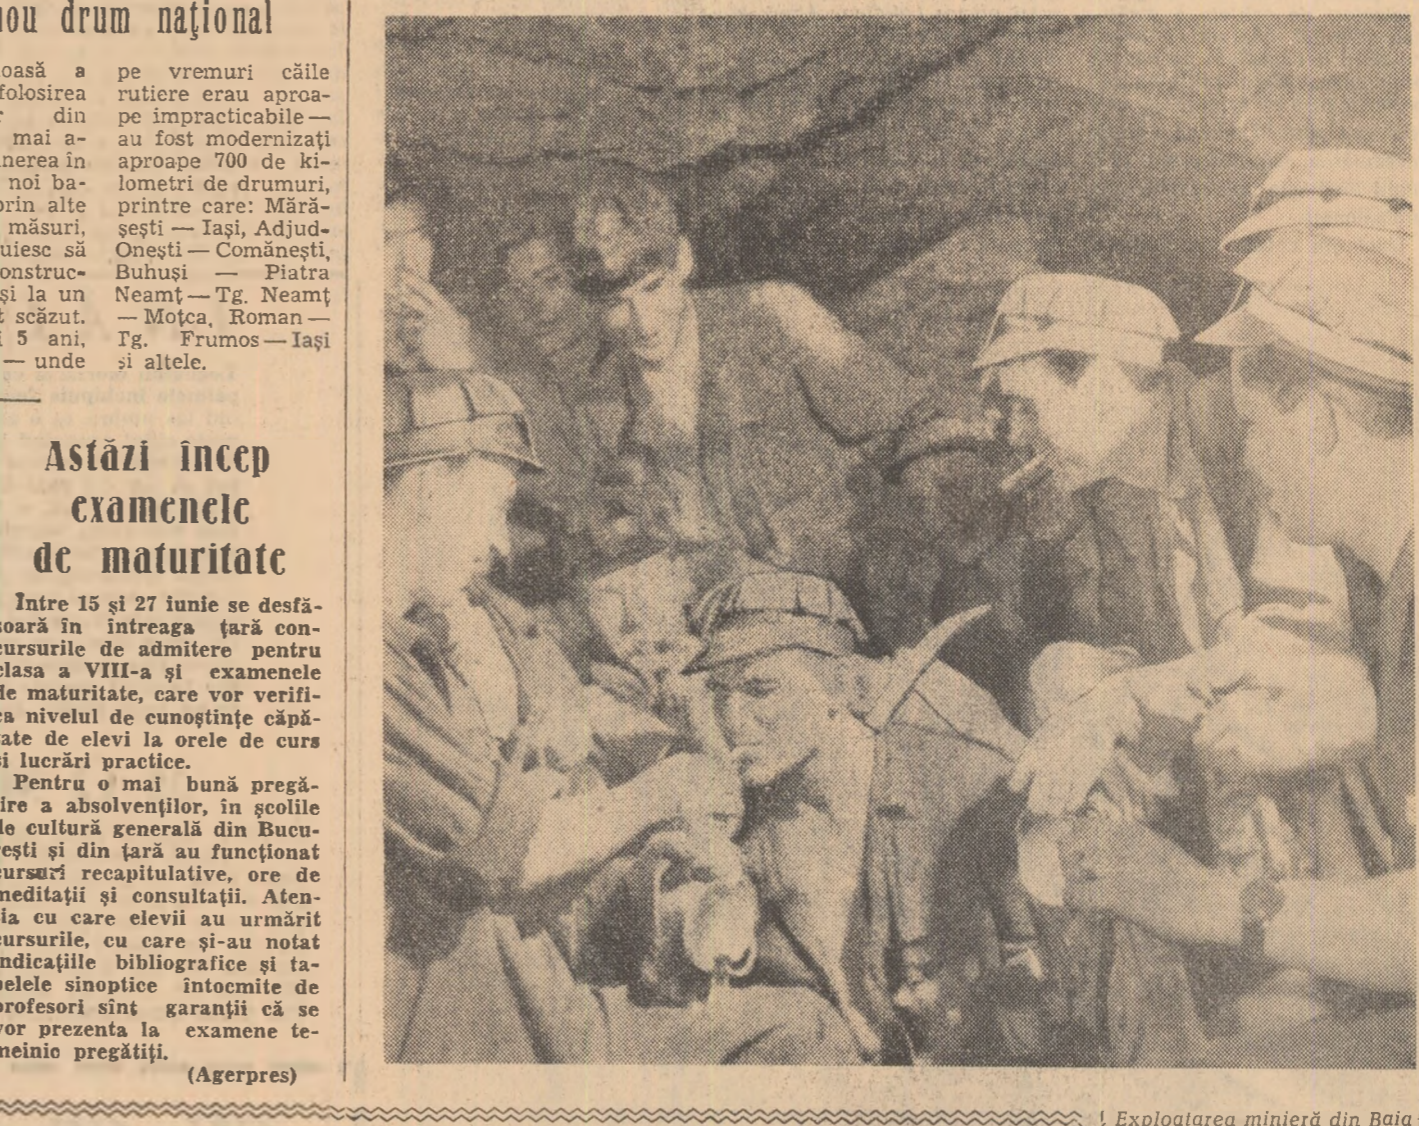 nou drum național
oasă a
folosirea
din
mai a-
nerea în
noi ba-
prin alte
măsuri,
uiesc să
onstruc-
și la un
t scăzut.
i 5 ani,
— unde
pe vremuri căile
rutiere erau aproa-
pe impracticabile —
au fost modernizați
aproape 700 de ki-
lometri de drumuri,
printre care: Mără-
șești — Iași, Adjud-
Onești — Comănești,
Buhuși — Piatra
Neamț — Tg. Neamț
— Moțca, Roman —
Tg. Frumos — Iași
și altele.
Astăzi încep
examenele
de maturitate
Între 15 și 27 iunie se desfă-
șoară în întreaga țară con-
cursurile de admitere pentru
clasa a VIII-a și examenele
de maturitate, care vor verifi-
ca nivelul de cunoștințe căpă-
tate de elevi la orele de curs
și lucrări practice.
Pentru o mai bună pregă-
tire a absolvenților, în școlile
de cultură generală din Bucu-
rești și din țară au funcționat
cursuri recapitulative, ore de
meditații și consultații. Aten-
ția cu care elevii au urmărit
cursurile, cu care și-au notat
indicațiile bibliografice și ta-
belele sinoptice întocmite de
profesori sînt garanții că se
vor prezenta la examene te-
meinic pregătiți.
(Agerpres)
Exploatarea minieră din Baia